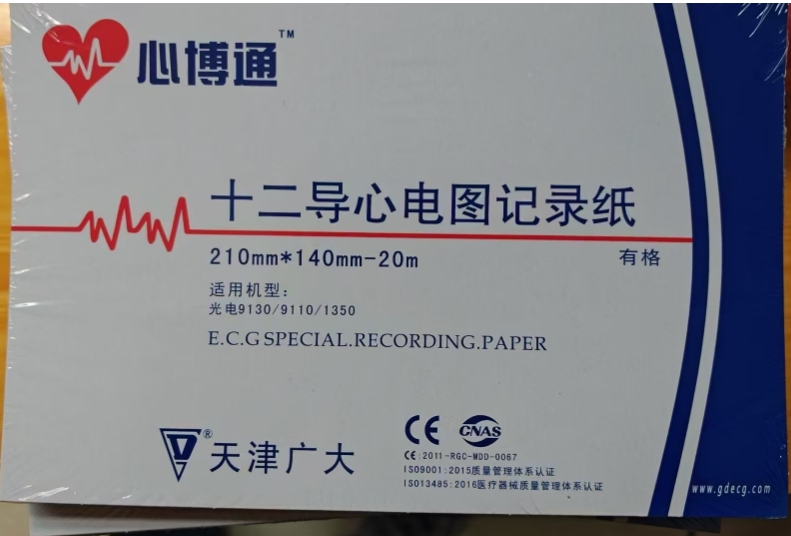 心博通™
十二导心电图记录纸
210mm*140mm-20m 有格
适用机型：
光电9130/9110/1350
E.C.G SPECIAL.RECORDING.PAPER
天津广大®
CE CNAS
CE:2011-RGC-MDD-0067
ISO9001:2015质量管理体系认证
ISO13485:2016医疗器械质量管理体系认证
www.gdecg.com